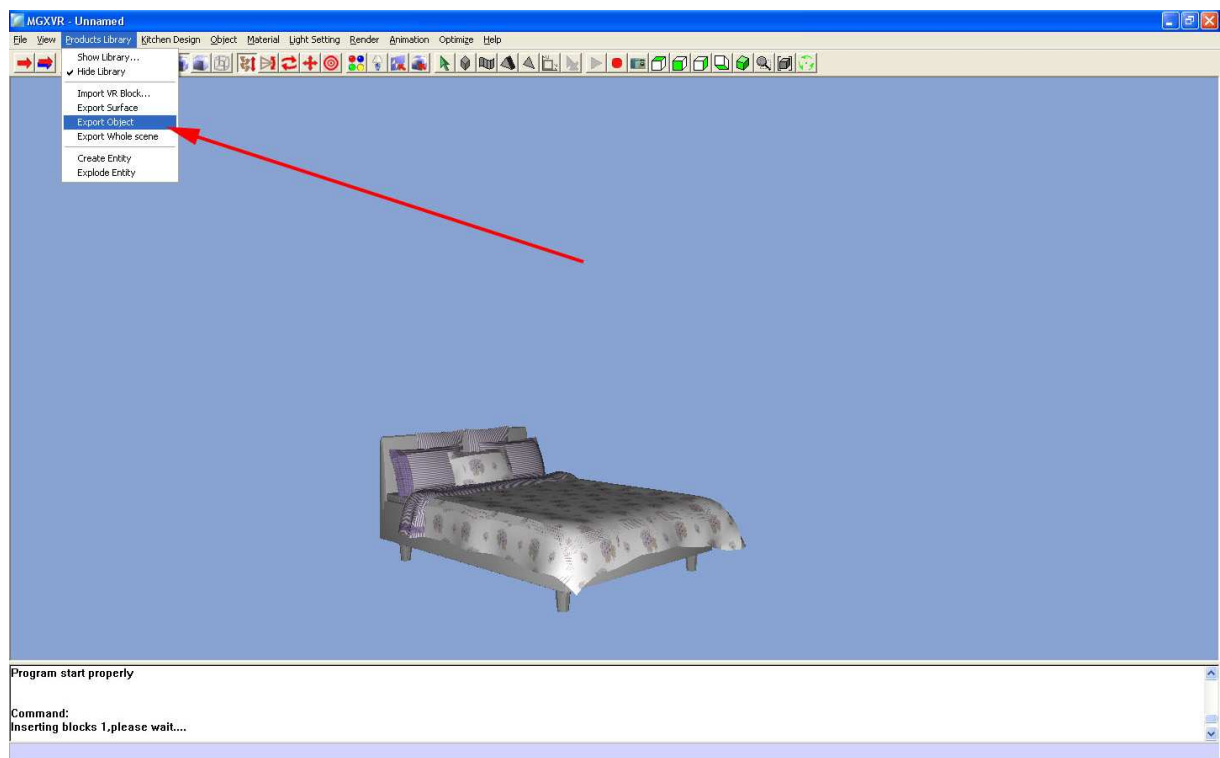 MGXVR - Unnamed
File View Products Library Kitchen Design Object Material Light Setting Render Animation Optimize Help
Show Library...
Hide Library
Import VR Block...
Export Surface
Export Object
Export Whole scene
Create Entity
Explode Entity
Program start properly
Command:
Inserting blocks 1,please wait....